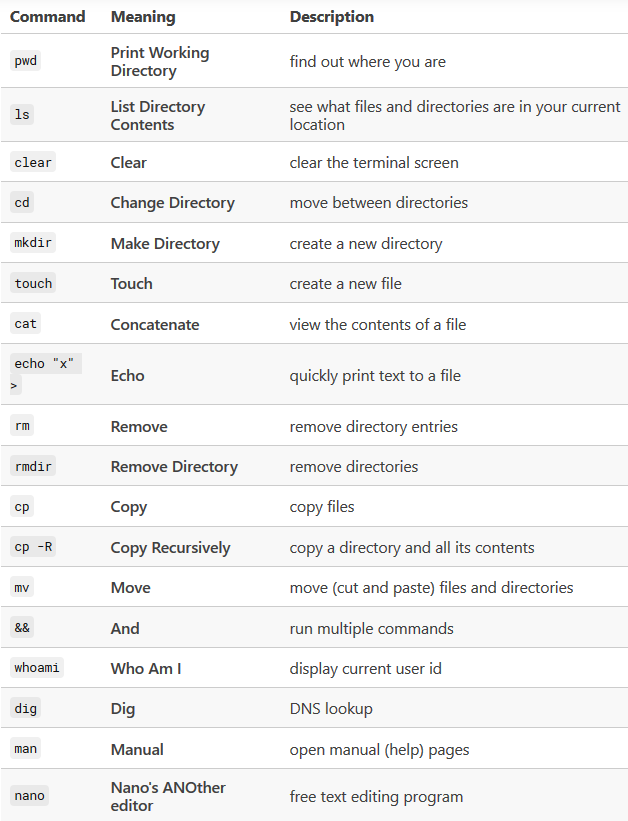 Command Meaning Description
pwd Print Working Directory find out where you are
ls List Directory Contents see what files and directories are in your current location
clear Clear clear the terminal screen
cd Change Directory move between directories
mkdir Make Directory create a new directory
touch Touch create a new file
cat Concatenate view the contents of a file
echo "x" > Echo quickly print text to a file
rm Remove remove directory entries
rmdir Remove Directory remove directories
cp Copy copy files
cp -R Copy Recursively copy a directory and all its contents
mv Move move (cut and paste) files and directories
&& And run multiple commands
whoami Who Am I display current user id
dig Dig DNS lookup
man Manual open manual (help) pages
nano Nano's ANOther editor free text editing program